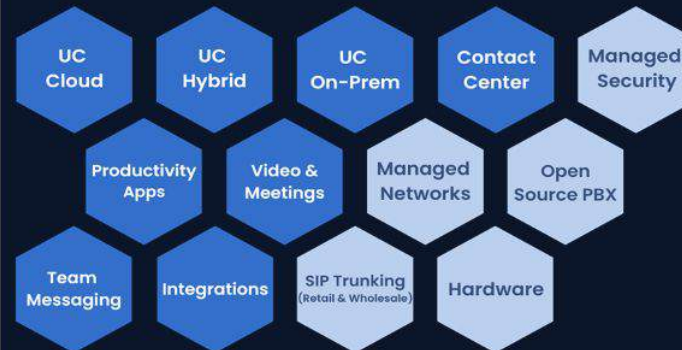 UC
Cloud
UC
Hybrid
UC
On-Prem
Contact
Center
Managed
Security
Productivity
Apps
Video &
Meetings
Managed
Networks
Open
Source PBX
Team
Messaging
Integrations
SIP Trunking
(Retail & Wholesale)
Hardware